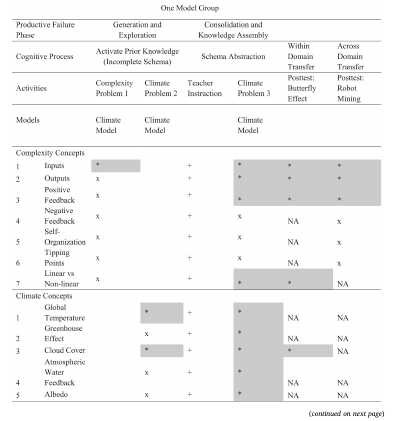 One Model Group
Productive Failure Phase Generation and Exploration Consolidation and Knowledge Assembly
Cognitive Process Activate Prior Knowledge (Incomplete Schema) Schema Abstraction Within Domain Transfer Across Domain Transfer
Activities Complexity Problem 1 Climate Problem 2 Teacher Instruction Climate Problem 3 Posttest: Butterfly Effect Posttest: Robot Mining
Models Climate Model Climate Model Climate Model
Complexity Concepts
1 Inputs * + * * *
2 Outputs x + * * *
3 Positive Feedback x + * * *
4 Negative Feedback x + x NA x
5 Self-Organization x + x NA x
6 Tipping Points x + x NA x
7 Linear vs Non-linear x + * * NA
Climate Concepts
1 Global Temperature * + * NA NA
2 Greenhouse Effect x + * NA NA
3 Cloud Cover * + * * NA
4 Atmospheric Water Feedback x + * NA NA
5 Albedo x + * NA NA
(continued on next page)